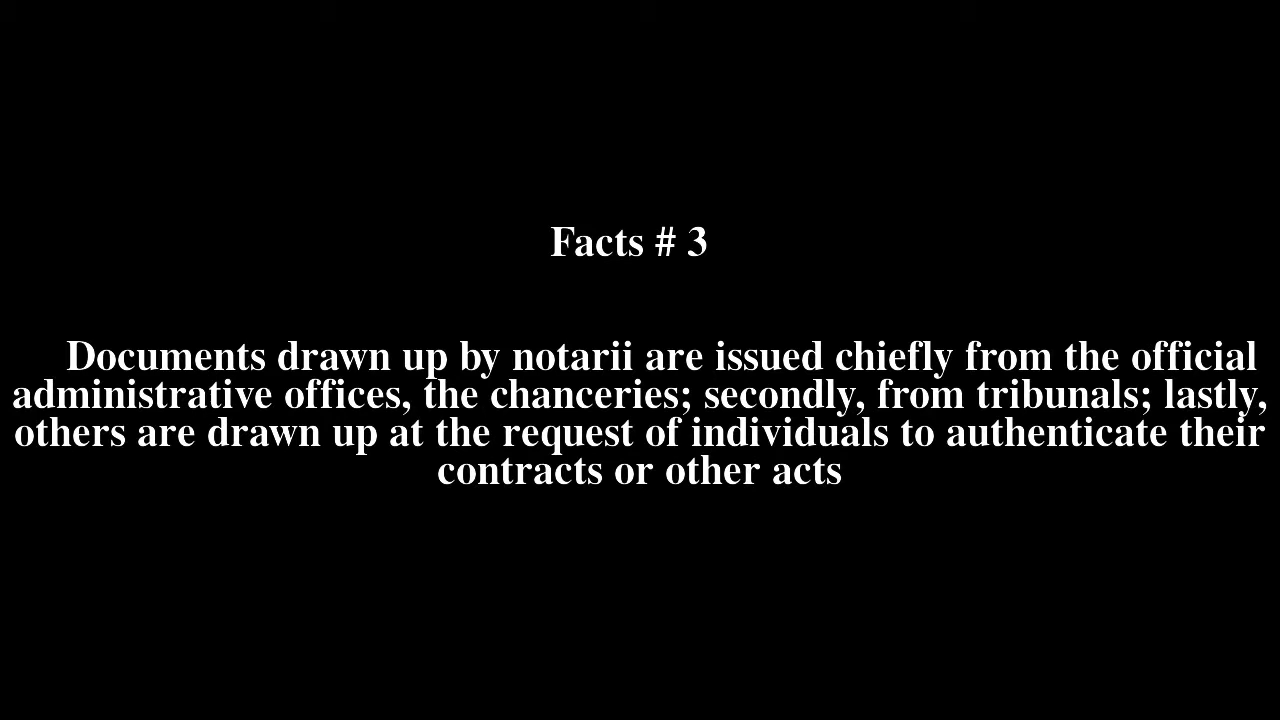 Facts # 3
Documents drawn up by notarii are issued chiefly from the official
administrative offices, the chanceries; secondly, from tribunals; lastly,
others are drawn up at the request of individuals to authenticate their
contracts or other acts